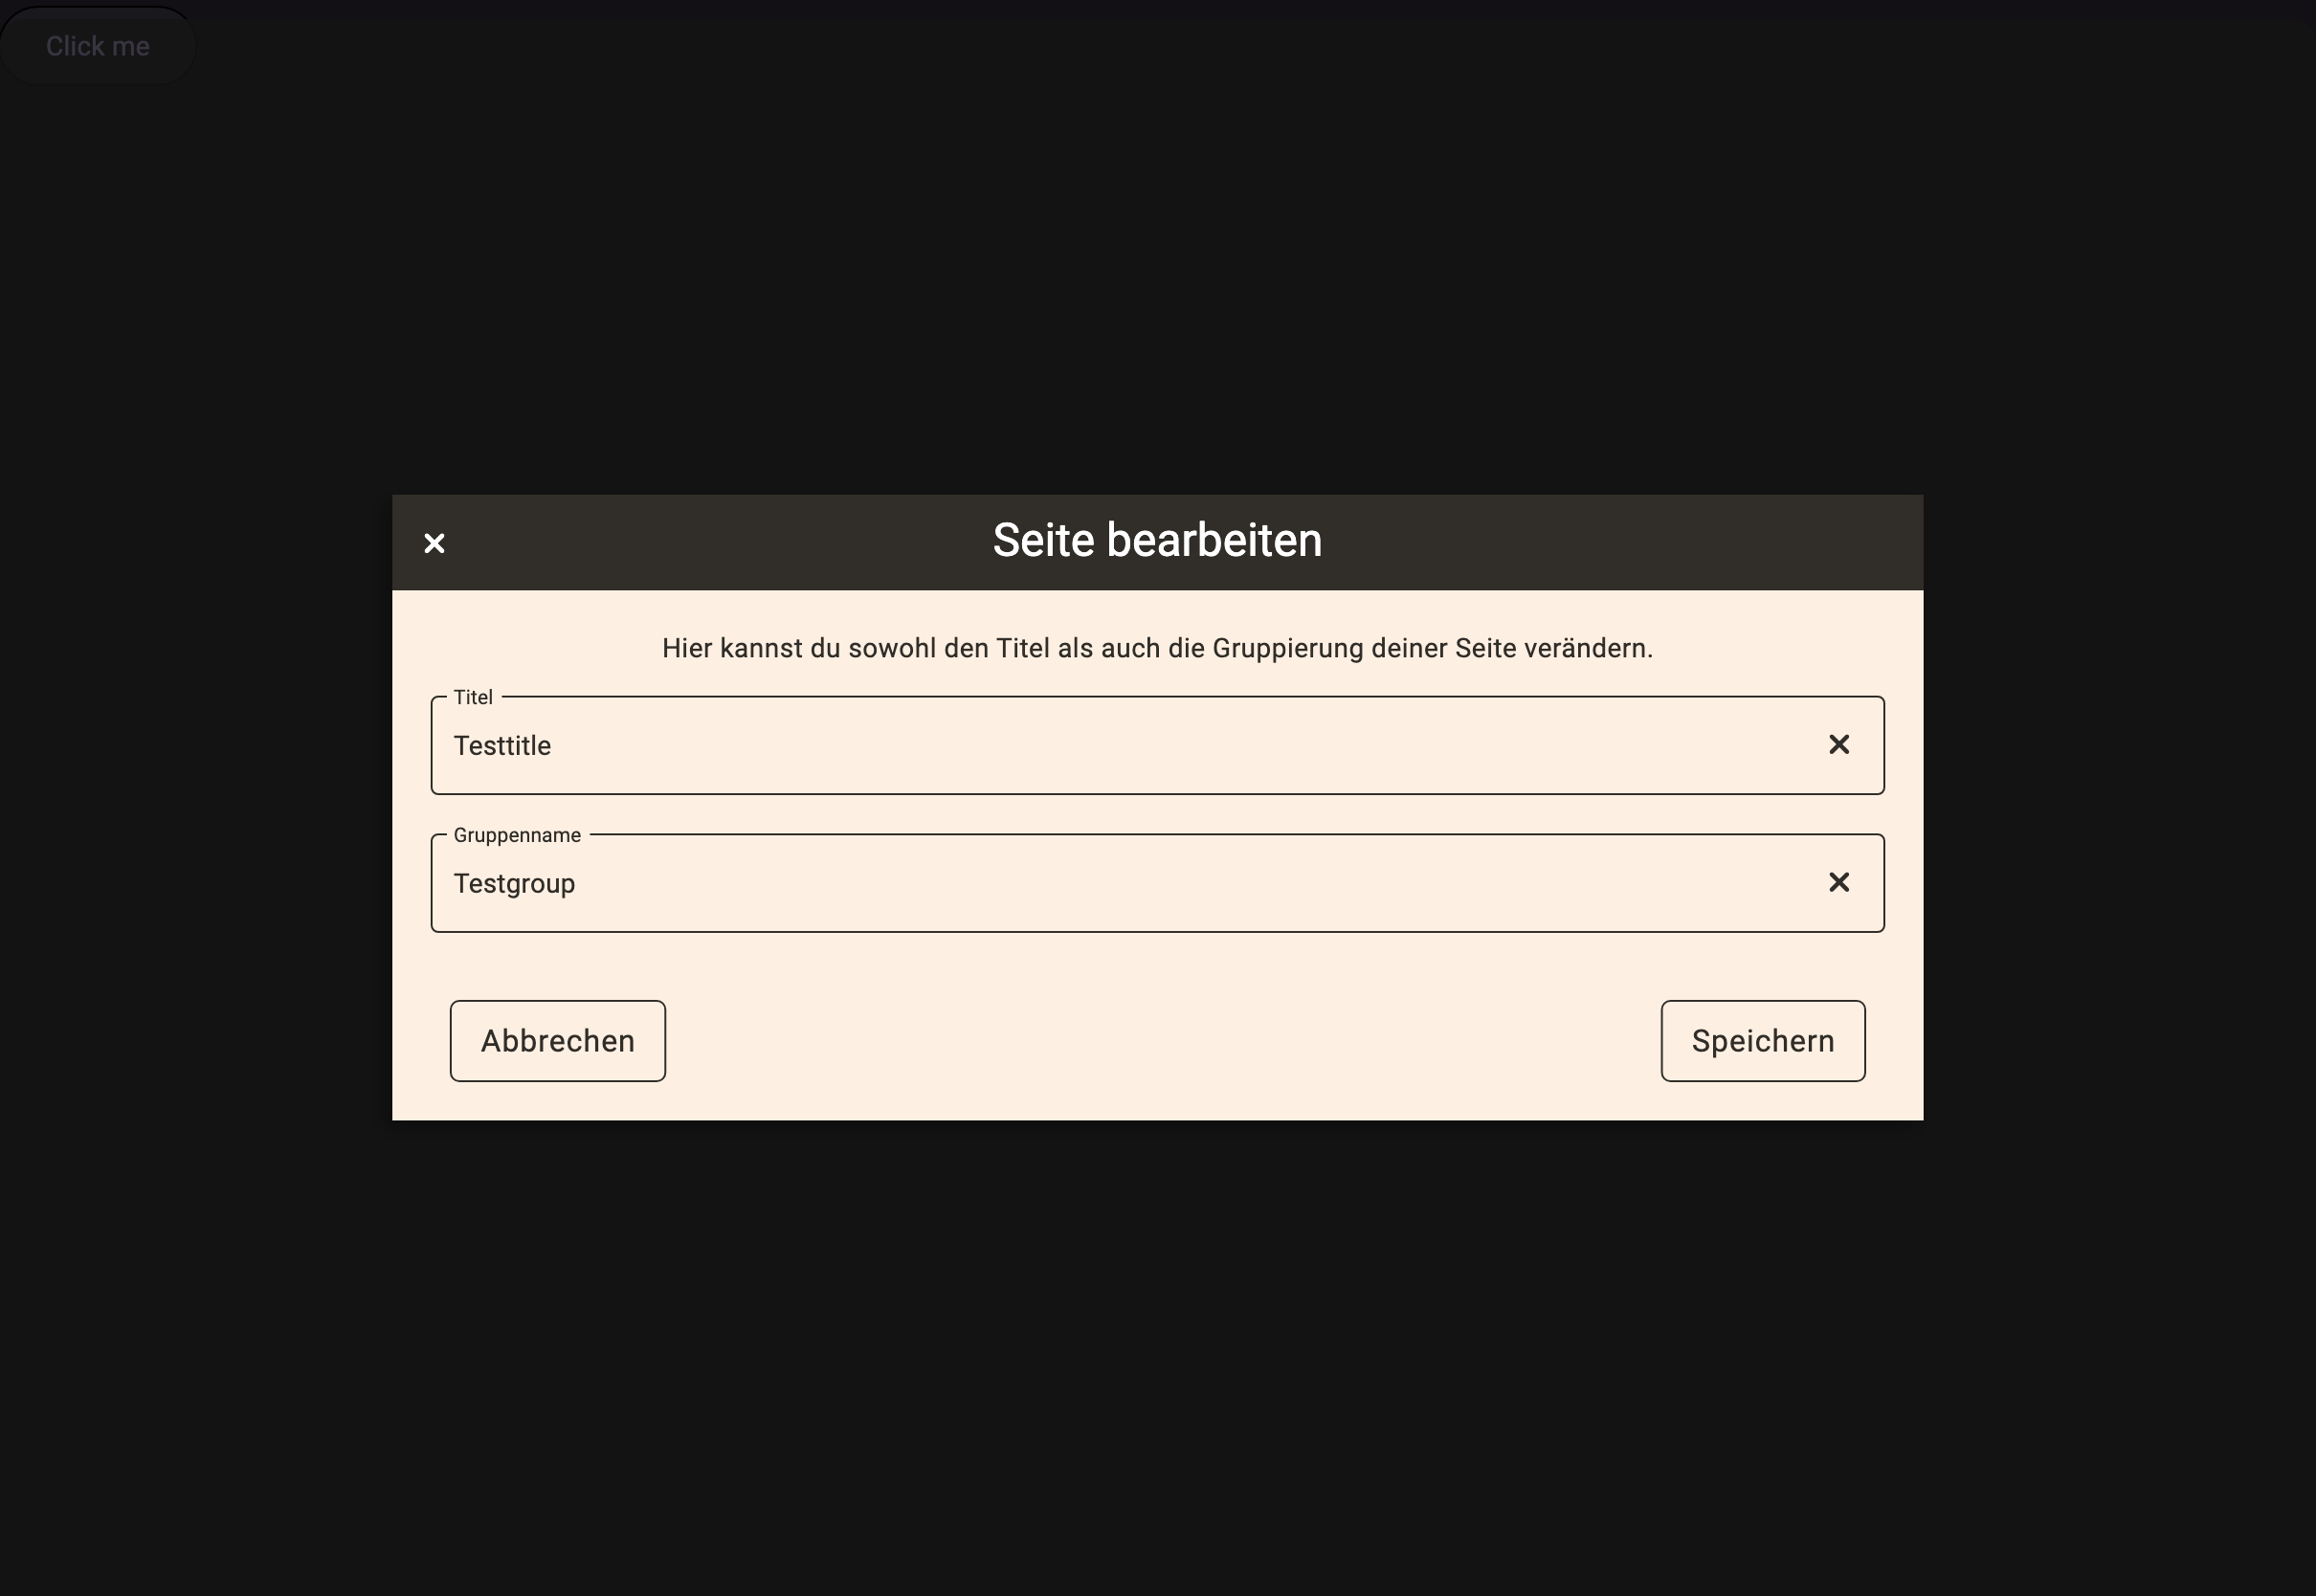 Click me
Seite bearbeiten
Hier kannst du sowohl den Titel als auch die Gruppierung deiner Seite verändern.
Titel
Testtitle
Gruppenname
Testgroup
Abbrechen
Speichern